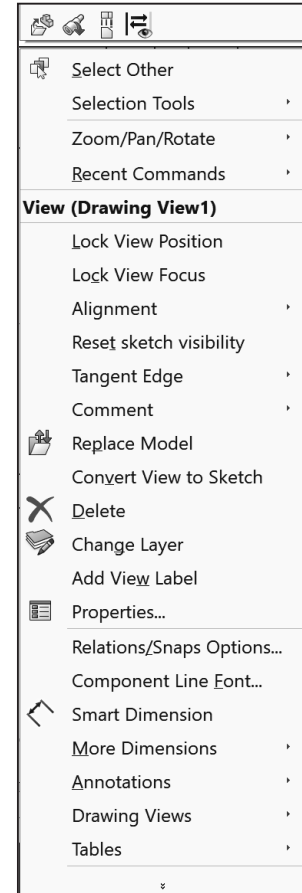 Select Other
Selection Tools
Zoom/Pan/Rotate
Recent Commands
View (Drawing View1)
Lock View Position
Lock View Focus
Alignment
Reset sketch visibility
Tangent Edge
Comment
Replace Model
Convert View to Sketch
Delete
Change Layer
Add View Label
Properties...
Relations/Snaps Options...
Component Line Font...
Smart Dimension
More Dimensions
Annotations
Drawing Views
Tables